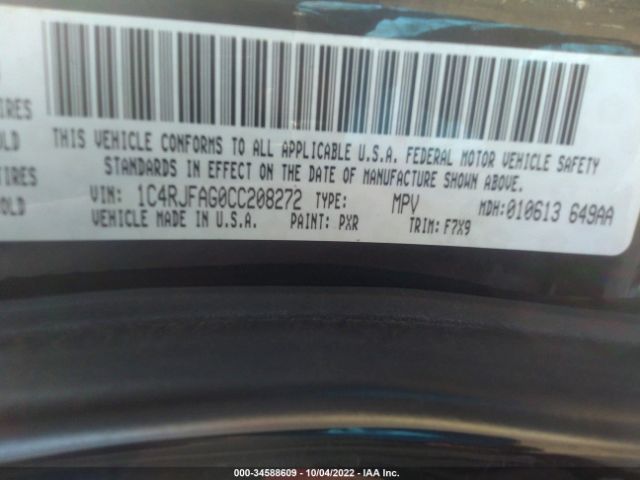 IRES
OLD
IRES
OLD
THIS VEHICLE CONFORMS TO ALL APPLICABLE U.S.A. FEDERAL MOTOR VEHICLE SAFETY
STANDARDS IN EFFECT ON THE DATE OF MANUFACTURE SHOWN ABOVE.
VIN: 1C4RJFAG0CC208272 TYPE: MPV MDH:010613 649AA
VEHICLE MADE IN U.S.A. PAINT: PXR TRIM: F7X9
000-34588609 - 10/04/2022 - IAA Inc.